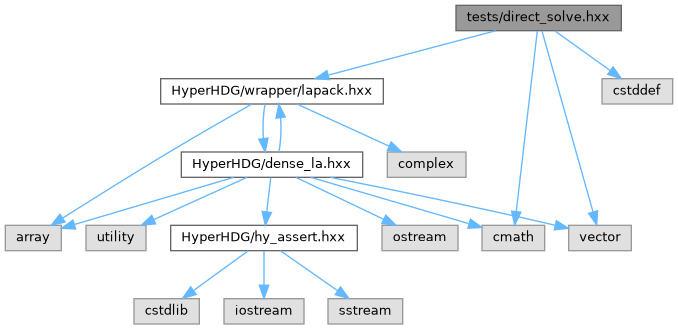 tests/direct_solve.hxx
HyperHDG/wrapper/lapack.hxx
cstddef
HyperHDG/dense_la.hxx
complex
array
utility
HyperHDG/hy_assert.hxx
ostream
cmath
vector
cstdlib
iostream
sstream